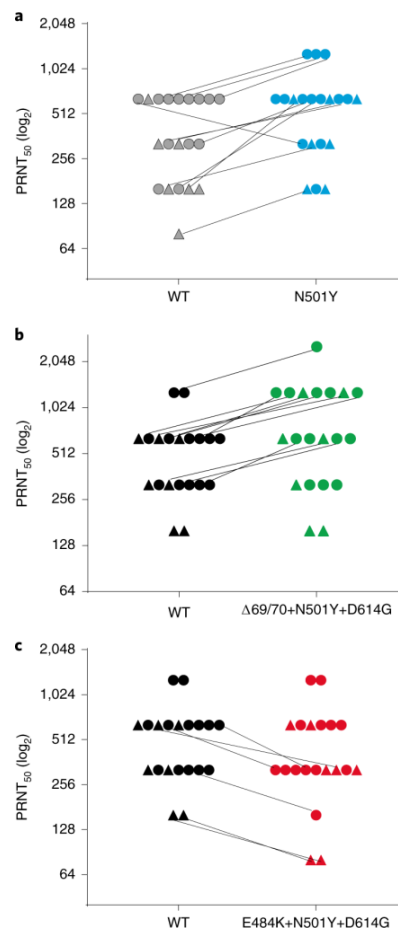 a
2,048
1,024
512
256
128
64
PRNT50 (log2)
WT N501Y
b
2,048
1,024
512
256
128
64
PRNT50 (log2)
WT Δ69/70+N501Y+D614G
c
2,048
1,024
512
256
128
64
PRNT50 (log2)
WT E484K+N501Y+D614G